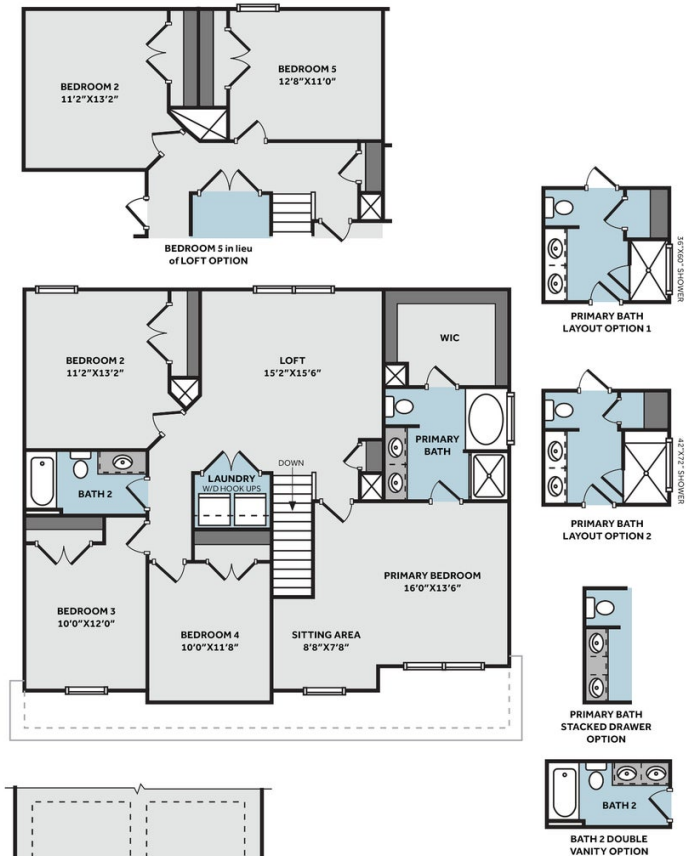 BEDROOM 2
11'2"X13'2"
BEDROOM 5
12'8"X11'0"
BEDROOM 5 in lieu
of LOFT OPTION
36"X60" SHOWER
PRIMARY BATH
LAYOUT OPTION 1
BEDROOM 2
11'2"X13'2"
LOFT
15'2"X15'6"
WIC
PRIMARY
BATH
BATH 2
LAUNDRY
W/D HOOK UPS
DOWN
42"X72" SHOWER
PRIMARY BATH
LAYOUT OPTION 2
BEDROOM 3
10'0"X12'0"
BEDROOM 4
10'0"X11'8"
SITTING AREA
8'8"X7'8"
PRIMARY BEDROOM
16'0"X13'6"
PRIMARY BATH
STACKED DRAWER
OPTION
BATH 2
BATH 2 DOUBLE
VANITY OPTION